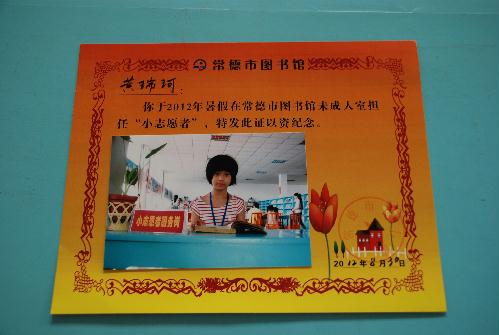 常德市图书馆
黄瑞珂：
你于2012年暑假在常德市图书馆未成人室担
任“小志愿者”，特发此证以资纪念。
小志愿者服务岗
2012年8月30日